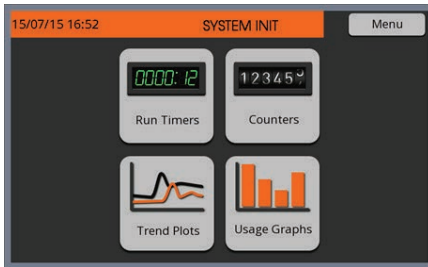 15/07/15 16:52 SYSTEM INIT Menu
0000:12 12345
Run Timers Counters
Trend Plots Usage Graphs